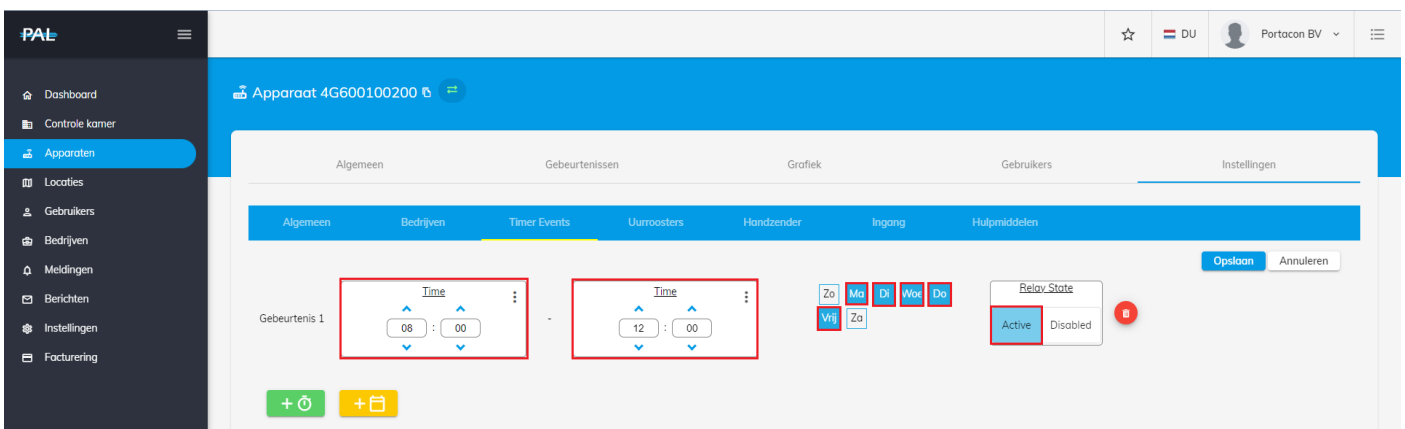 PAL
DU Portacon BV
Dashboard
Controle kamer
Apparaten
Locaties
Gebruikers
Bedrijven
Meldingen
Berichten
Instellingen
Facturering
Apparaat 4G600100200
Algemeen Gebeurtenissen Grafiek Gebruikers Instellingen
Algemeen Bedrijven Timer Events Uurroosters Handzender Ingang Hulpmiddelen
Opslaan Annuleren
Gebeurtenis 1
Time
08 : 00
-
Time
12 : 00
Zo Ma Di Woe Do
Vrij Za
Relay State
Active Disabled
+
+